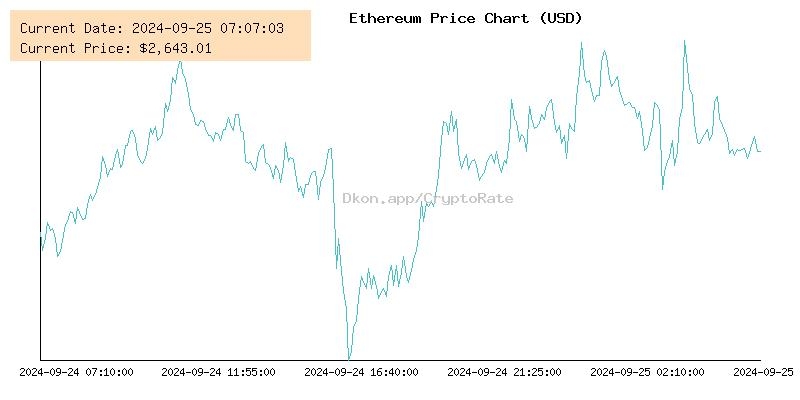 Ethereum Price Chart (USD)
Current Date: 2024-09-25 07:07:03
Current Price: $2,643.01
Dkon.app/CryptoRate
2024-09-24 07:10:00 2024-09-24 11:55:00 2024-09-24 16:40:00 2024-09-24 21:25:00 2024-09-25 02:10:00 2024-09-25